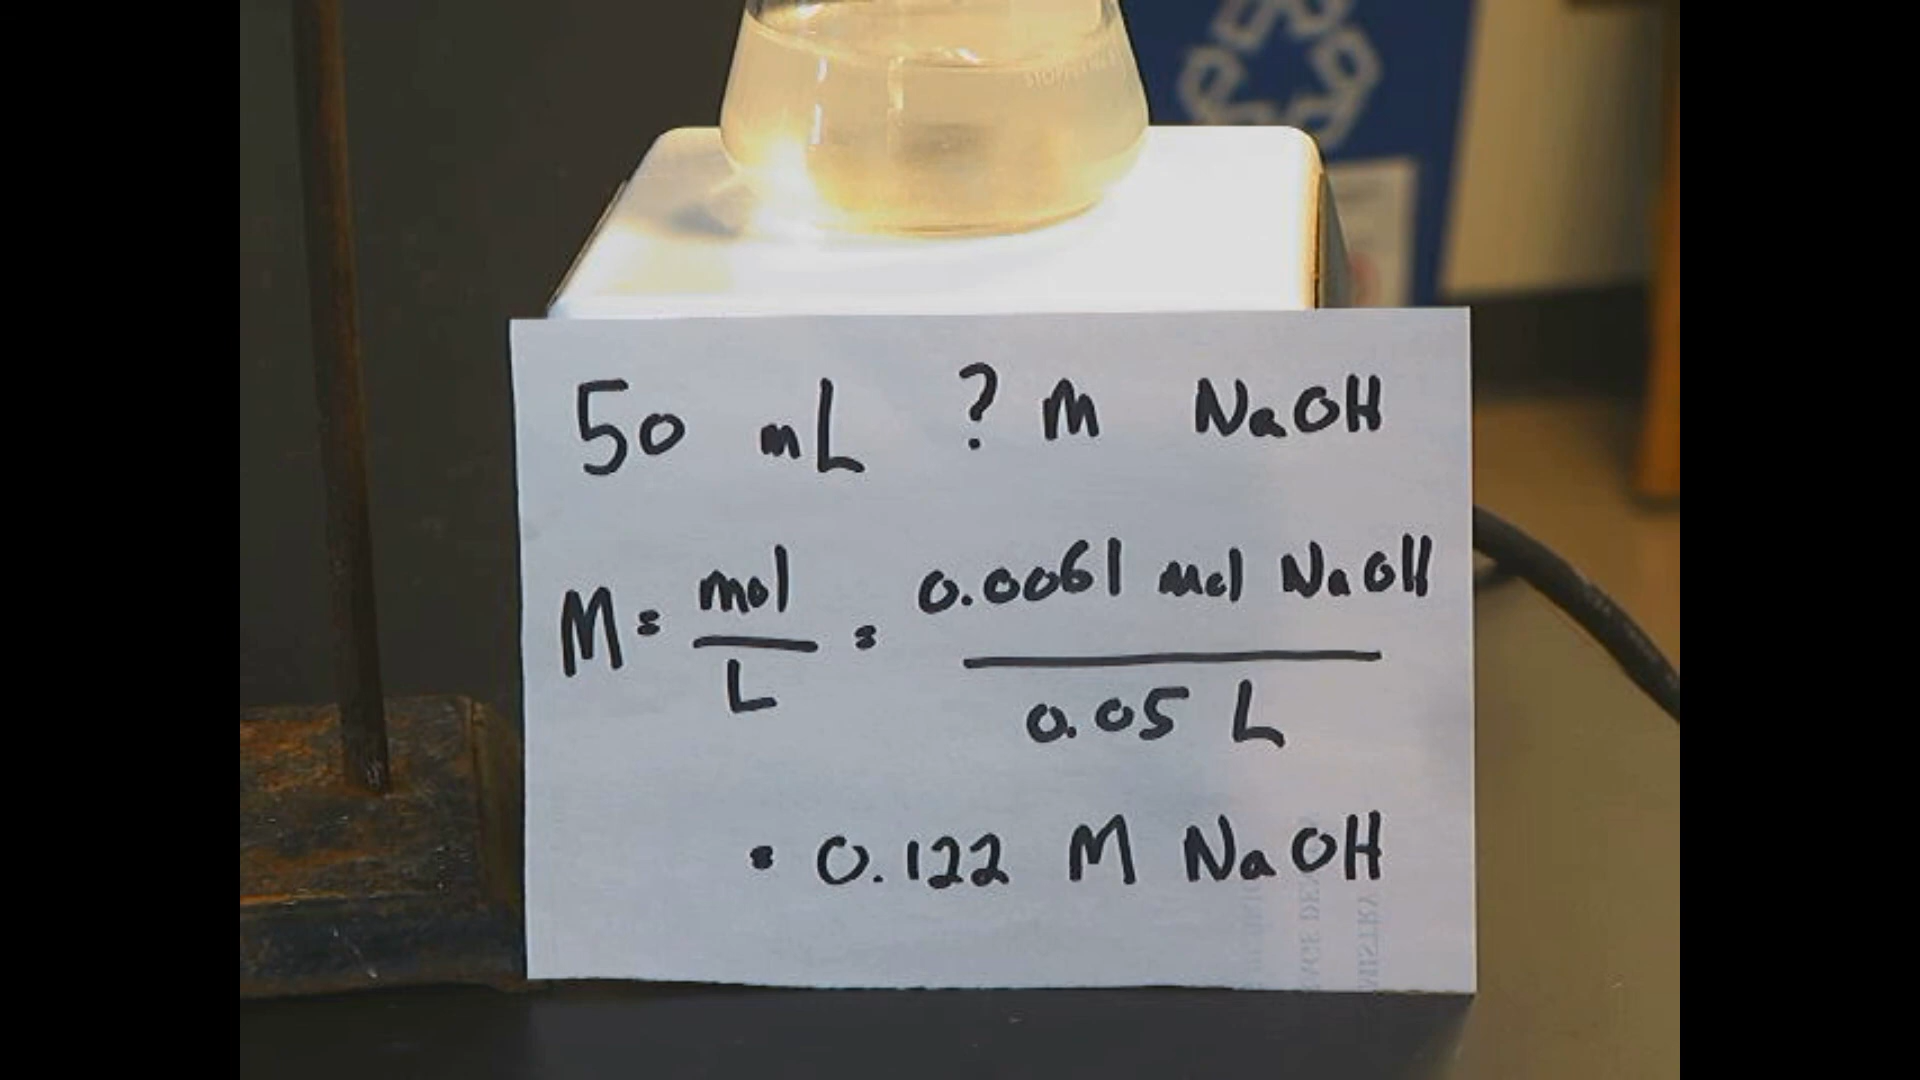 50 mL ? M NaOH
M = mol / L = 0.0061 mol NaOH / 0.05 L
= 0.122 M NaOH